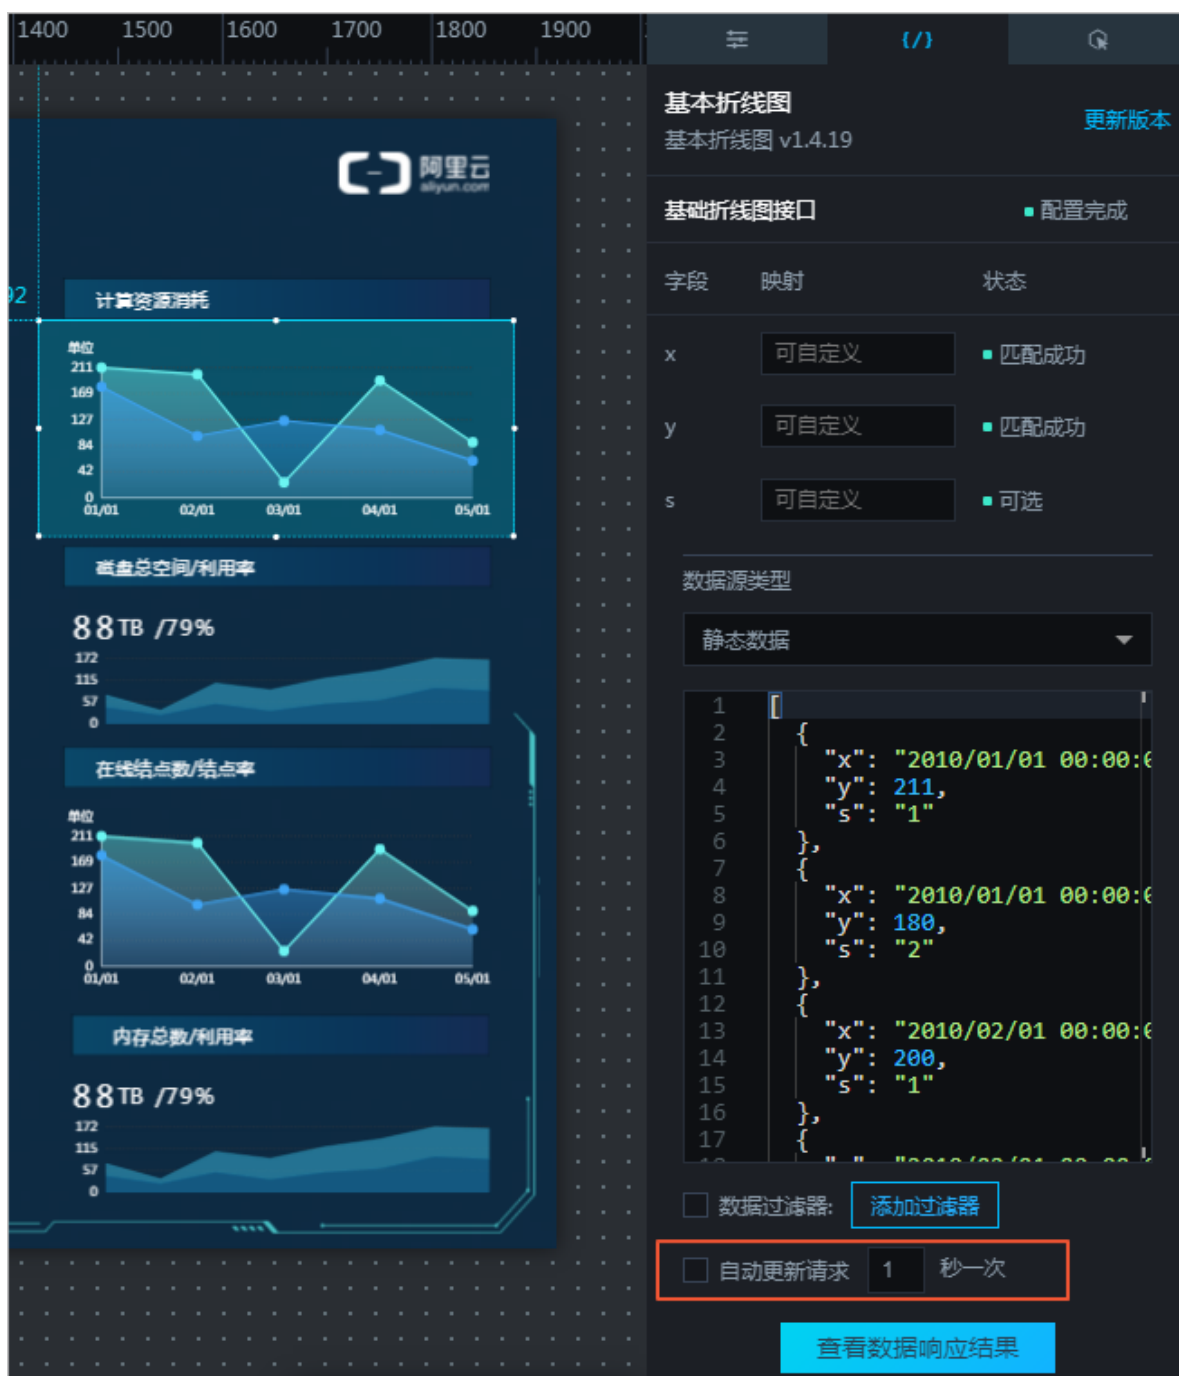 1400 1500 1600 1700 1800 1900
{/}
基本折线图
基本折线图 v1.4.19
更新版本
基础折线图接口
配置完成
字段 映射 状态
x 可自定义 匹配成功
y 可自定义 匹配成功
s 可自定义 可选
数据源类型
静态数据
1 [
2 {
3 "x": "2010/01/01 00:00:0
4 "y": 211,
5 "s": "1"
6 },
7 {
8 "x": "2010/01/01 00:00:0
9 "y": 180,
10 "s": "2"
11 },
12 {
13 "x": "2010/02/01 00:00:0
14 "y": 200,
15 "s": "1"
16 },
17 {
数据过滤器: 添加过滤器
自动更新请求 1 秒一次
查看数据响应结果
阿里云
aliyun.com
92
计算资源消耗
单位
211
169
127
84
42
0
01/01 02/01 03/01 04/01 05/01
磁盘总空间/利用率
88TB /79%
172
115
57
0
在线结点数/结点率
单位
211
169
127
84
42
0
01/01 02/01 03/01 04/01 05/01
内存总数/利用率
88TB /79%
172
115
57
0